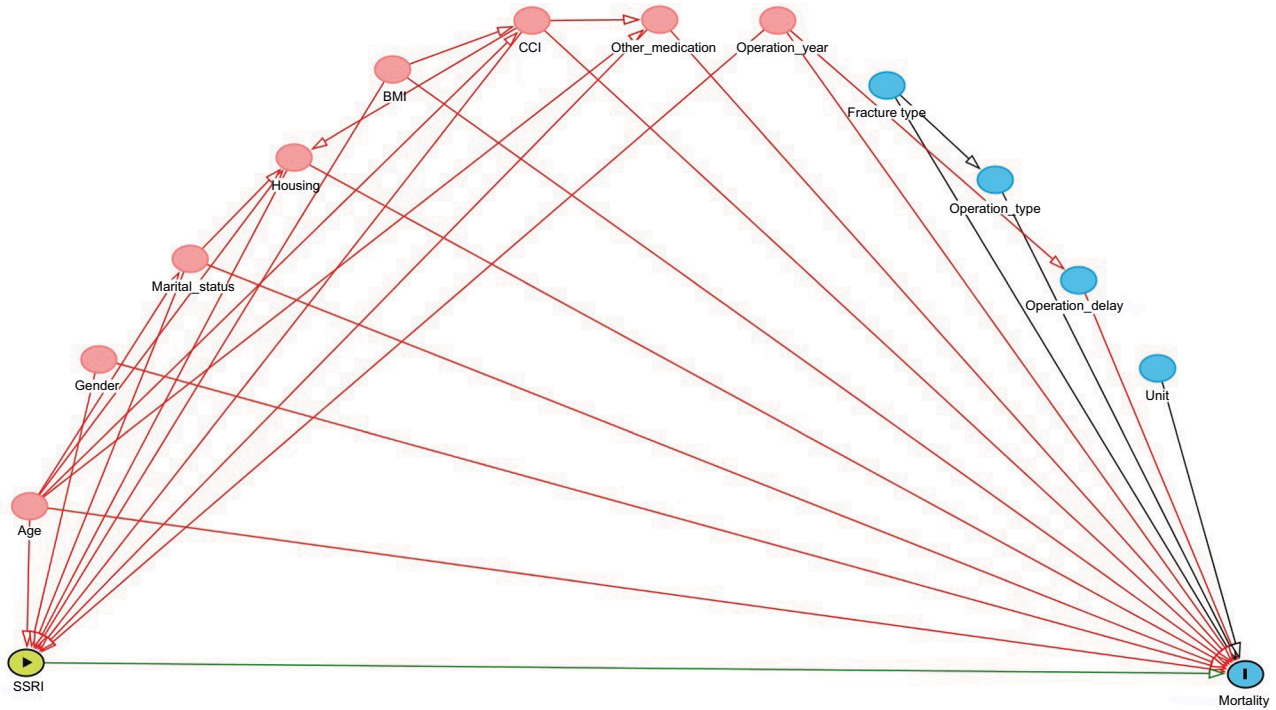 CCI
Other_medication
Operation_year
BMI
Fracture type
Housing
Operation_type
Marital_status
Operation_delay
Gender
Unit
Age
SSRI
Mortality